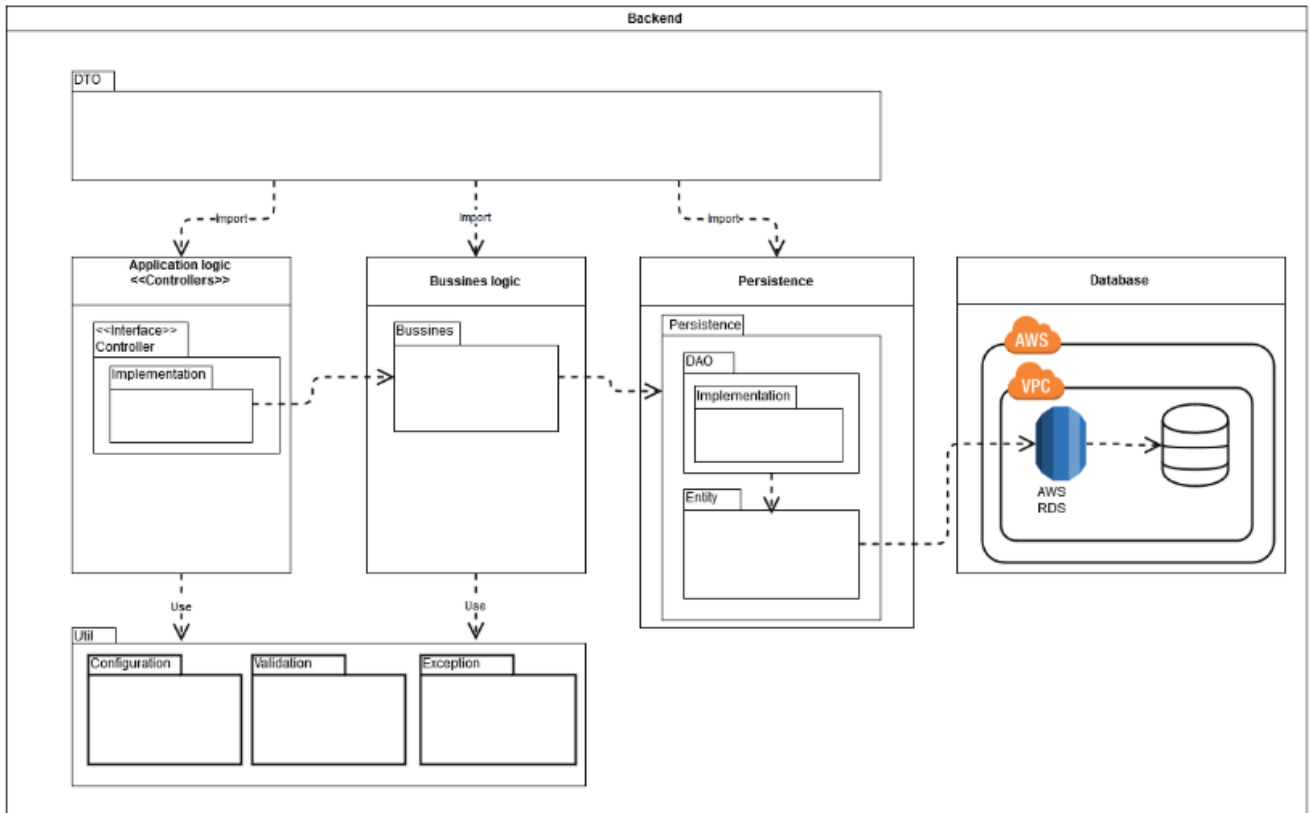 Backend
DTO
Import
Import
Import
Application logic
<<Controllers>>
Bussines logic
Persistence
Database
<<Interface>>
Controller
Implementation
Bussines
Persistence
DAO
Implementation
Entity
AWS
VPC
AWS
RDS
Use
Use
Util
Configuration
Validation
Exception